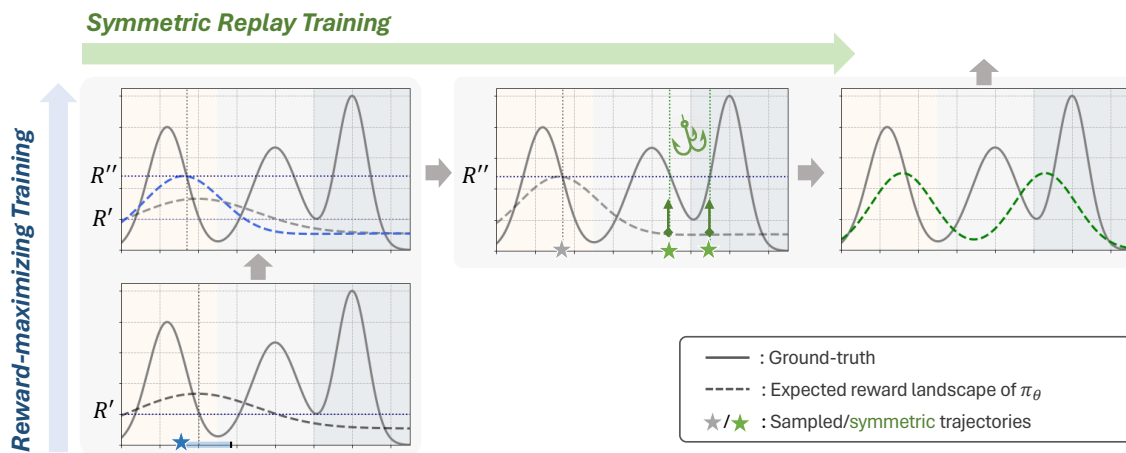 Symmetric Replay Training
Reward-maximizing Training
R''
R'
R''
R'
: Ground-truth
: Expected reward landscape of π_θ
/ : Sampled/symmetric trajectories